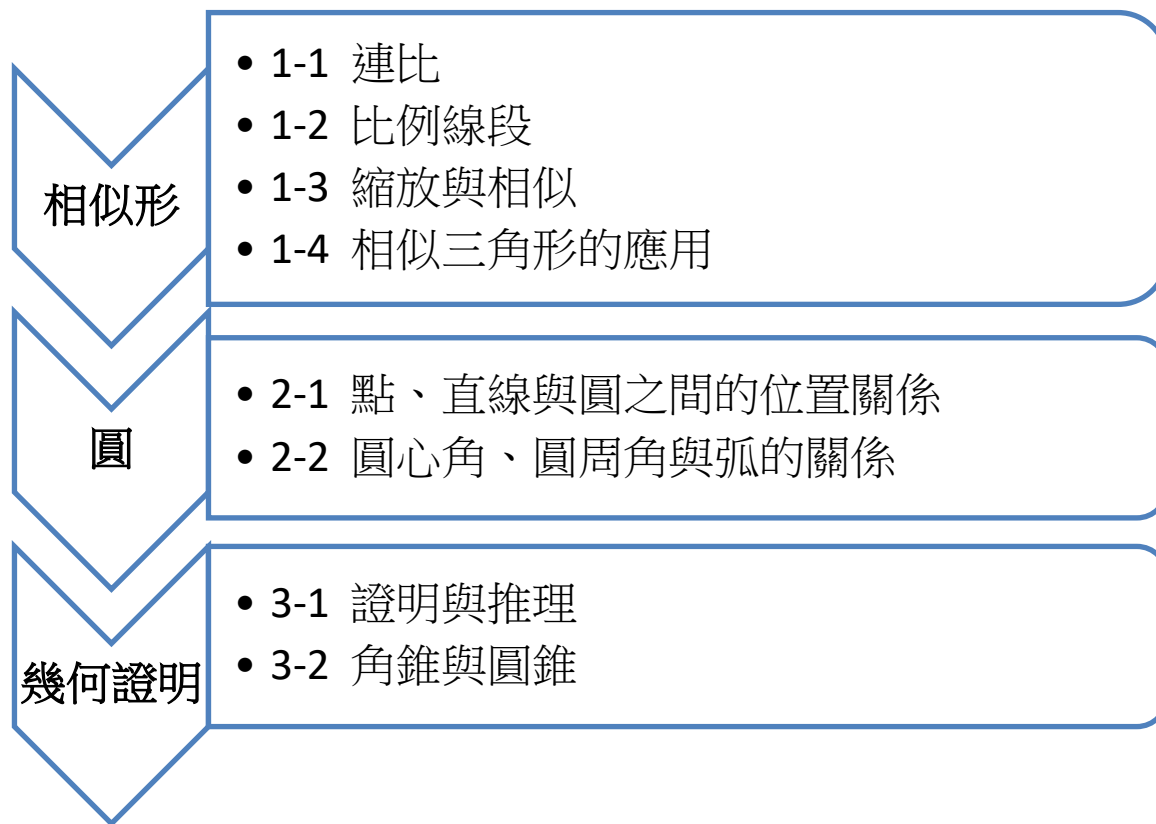 相似形
• 1-1 連比
• 1-2 比例線段
• 1-3 縮放與相似
• 1-4 相似三角形的應用
圓
• 2-1 點、直線與圓之間的位置關係
• 2-2 圓心角、圓周角與弧的關係
幾何證明
• 3-1 證明與推理
• 3-2 角錐與圓錐